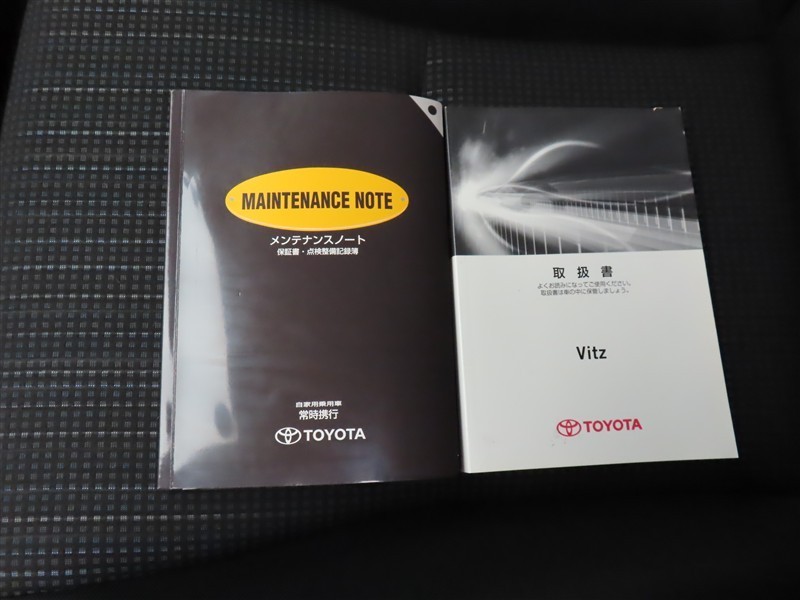 MAINTENANCE NOTE
メンテナンスノート
保証書・点検整備記録簿
自家用乗用車
常時携行
TOYOTA
取扱書
よくお読みになってご使用ください。
取扱書は車の中に保管しましょう。
Vitz
TOYOTA